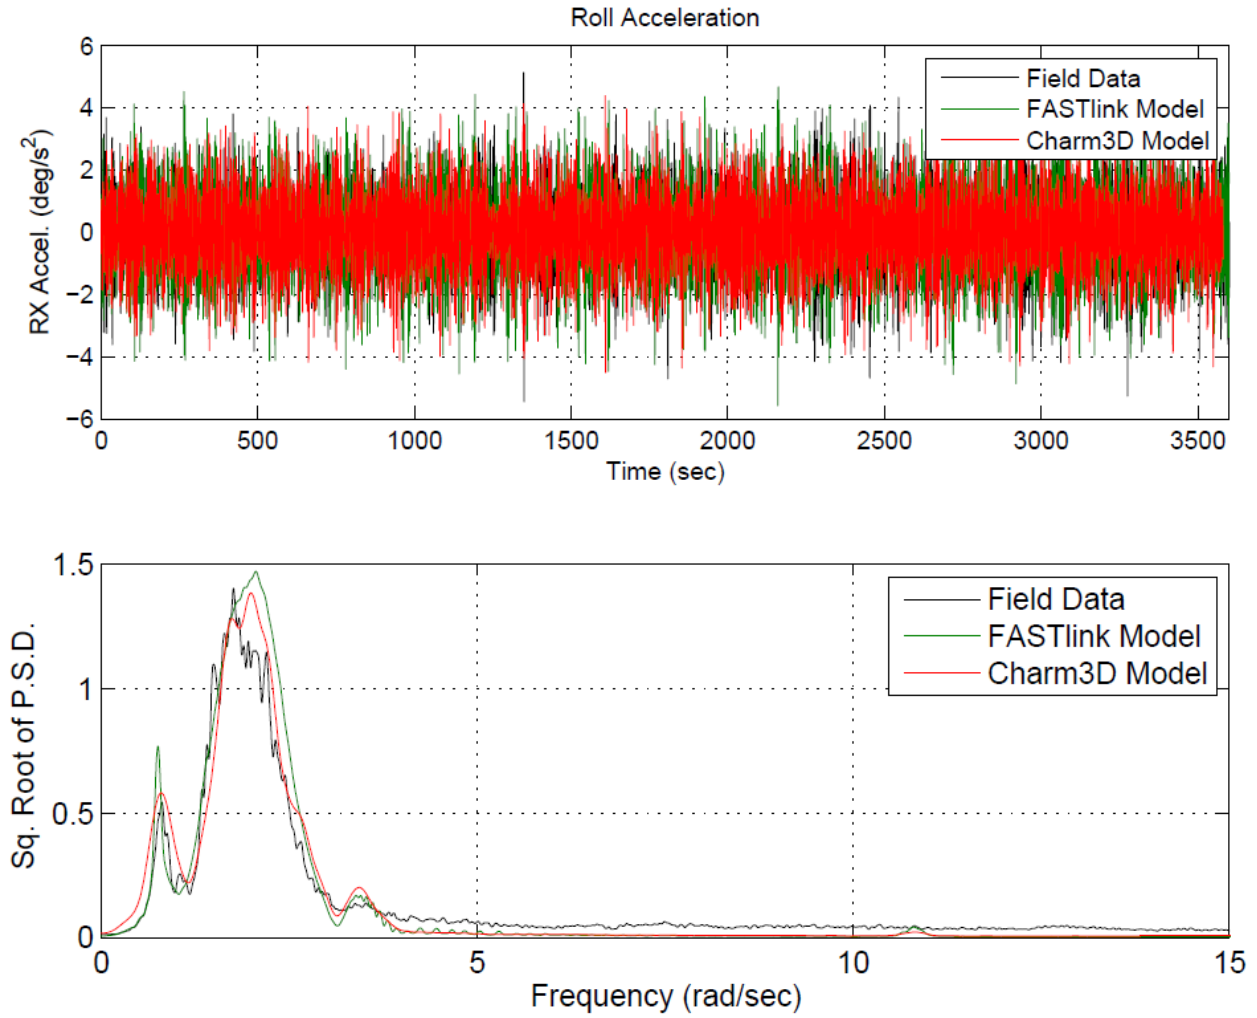 Roll Acceleration
6
4
2
0
−2
−4
−6
RX Accel. (deg/s²)
Field Data
FASTlink Model
Charm3D Model
0 500 1000 1500 2000 2500 3000 3500
Time (sec)
1.5
1
0.5
0
Sq. Root of P.S.D.
Field Data
FASTlink Model
Charm3D Model
0 5 10 15
Frequency (rad/sec)